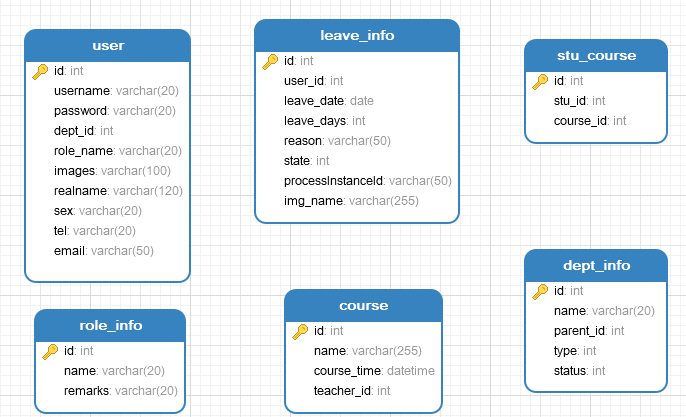 user
id: int
username: varchar(20)
password: varchar(20)
dept_id: int
role_name: varchar(20)
images: varchar(100)
realname: varchar(120)
sex: varchar(20)
tel: varchar(20)
email: varchar(50)
leave_info
id: int
user_id: int
leave_date: date
leave_days: int
reason: varchar(50)
state: int
processInstanceId: varchar(50)
img_name: varchar(255)
stu_course
id: int
stu_id: int
course_id: int
role_info
id: int
name: varchar(20)
remarks: varchar(20)
course
id: int
name: varchar(255)
course_time: datetime
teacher_id: int
dept_info
id: int
name: varchar(20)
parent_id: int
type: int
status: int